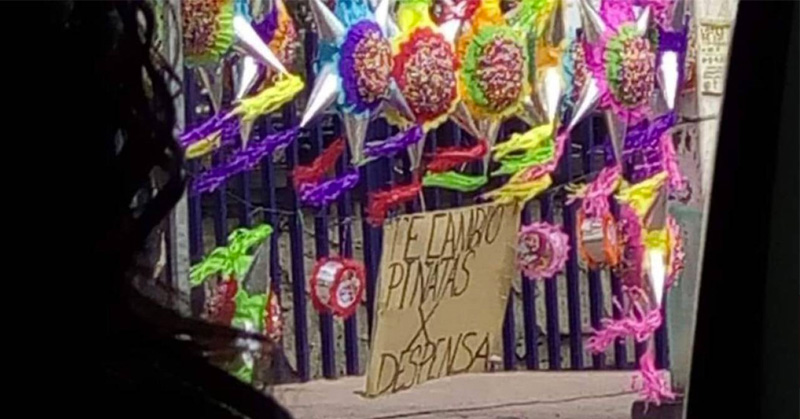 TE CAMBIO
PIÑATAS
X
DESPENSA